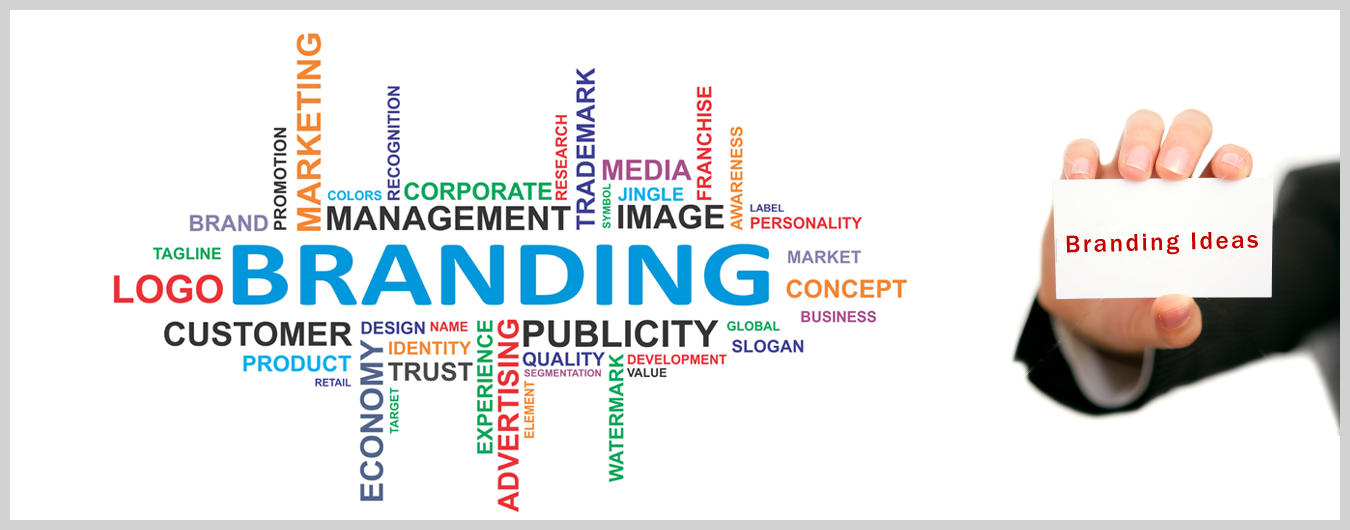 MARKETING
PROMOTION
COLORS
RECOGNITION
CORPORATE
RESEARCH
TRADEMARK
MEDIA
FRANCHISE
AWARENESS
SYMBOL
JINGLE
BRAND
MANAGEMENT
IMAGE
LABEL
PERSONALITY
TAGLINE
LOGO
BRANDING
MARKET
CONCEPT
BUSINESS
CUSTOMER
DESIGN
NAME
EXPERIENCE
ADVERTISING
PUBLICITY
GLOBAL
SLOGAN
PRODUCT
RETAIL
ECONOMY
IDENTITY
TRUST
TARGET
QUALITY
SEGMENTATION
ELEMENT
WATERMARK
DEVELOPMENT
VALUE
Branding Ideas